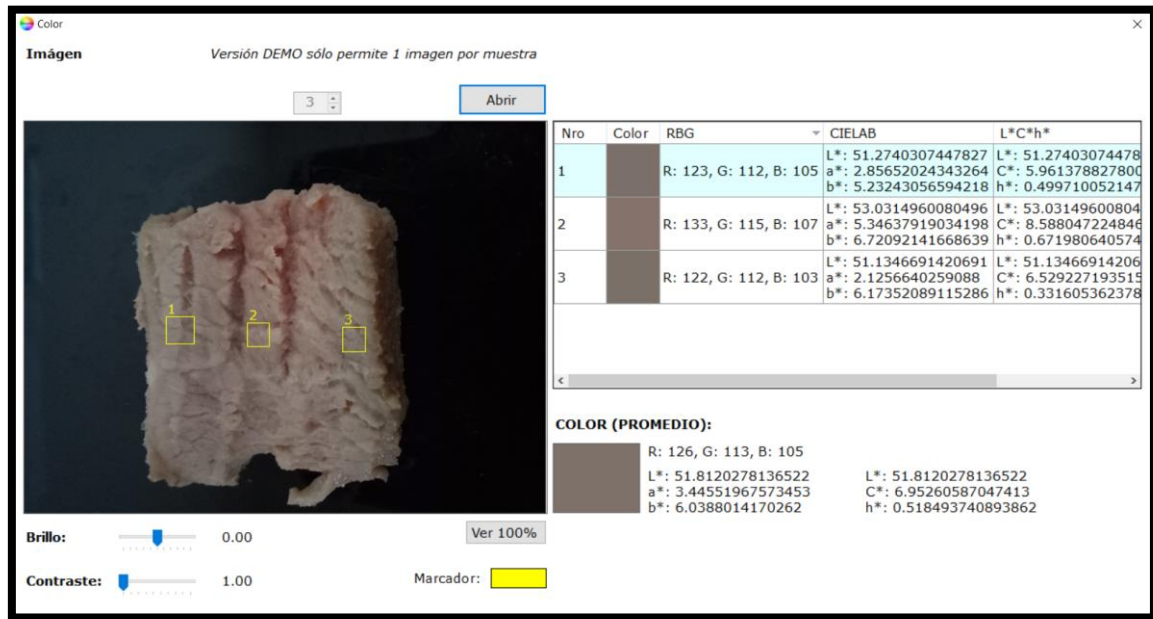 Color
Imágen
Versión DEMO sólo permite 1 imagen por muestra
3
Abrir
Nro Color RBG CIELAB L*C*h*
1 R: 123, G: 112, B: 105
L*: 51.2740307447827 L*: 51.27403074478
a*: 2.85652024343264 C*: 5.961378827800
b*: 5.23243056594218 h*: 0.499710052147
2 R: 133, G: 115, B: 107
L*: 53.0314960080496 L*: 53.03149600804
a*: 5.34637919034198 C*: 8.588047224846
b*: 6.72092141668639 h*: 0.671980640574
3 R: 122, G: 112, B: 103
L*: 51.1346691420691 L*: 51.13466914206
a*: 2.1256640259088 C*: 6.529227193515
b*: 6.17352089115286 h*: 0.331605362378
1
2
3
COLOR (PROMEDIO):
R: 126, G: 113, B: 105
L*: 51.8120278136522 L*: 51.8120278136522
a*: 3.44551967573453 C*: 6.95260587047413
b*: 6.0388014170262 h*: 0.518493740893862
Brillo: 0.00
Ver 100%
Contraste: 1.00
Marcador: